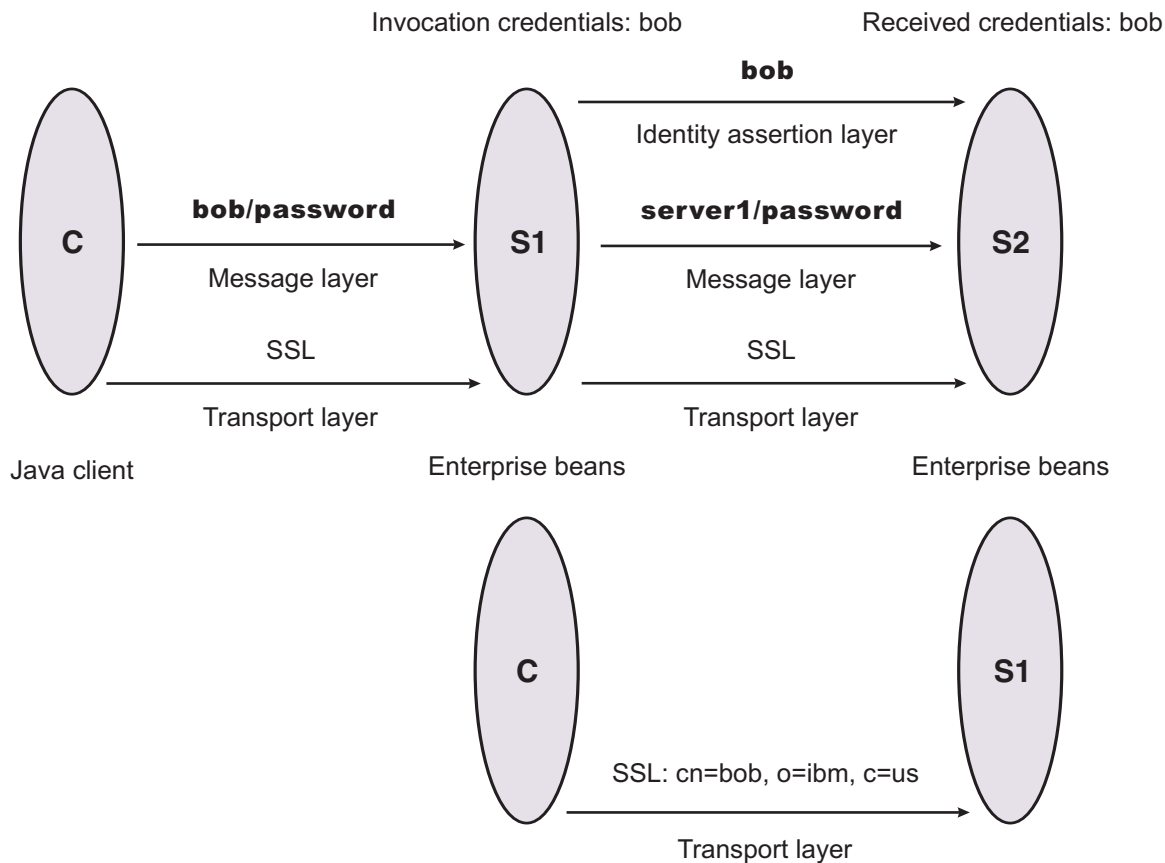 Invocation credentials: bob
Received credentials: bob
bob
Identity assertion layer
C
bob/password
Message layer
S1
server1/password
Message layer
S2
SSL
Transport layer
SSL
Transport layer
Java client
Enterprise beans
Enterprise beans
C
S1
SSL: cn=bob, o=ibm, c=us
Transport layer